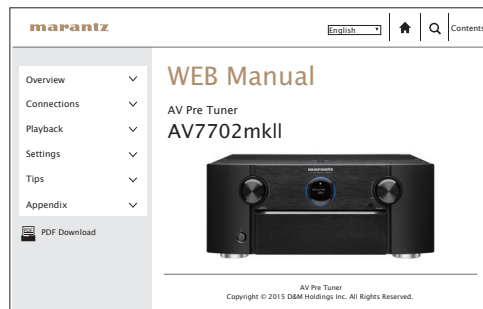 marantz
English
Contents
Overview
Connections
Playback
Settings
Tips
Appendix
PDF Download
WEB Manual
AV Pre Tuner
AV7702mkll
marantz
AV Pre Tuner
Copyright © 2015 D&M Holdings Inc. All Rights Reserved.